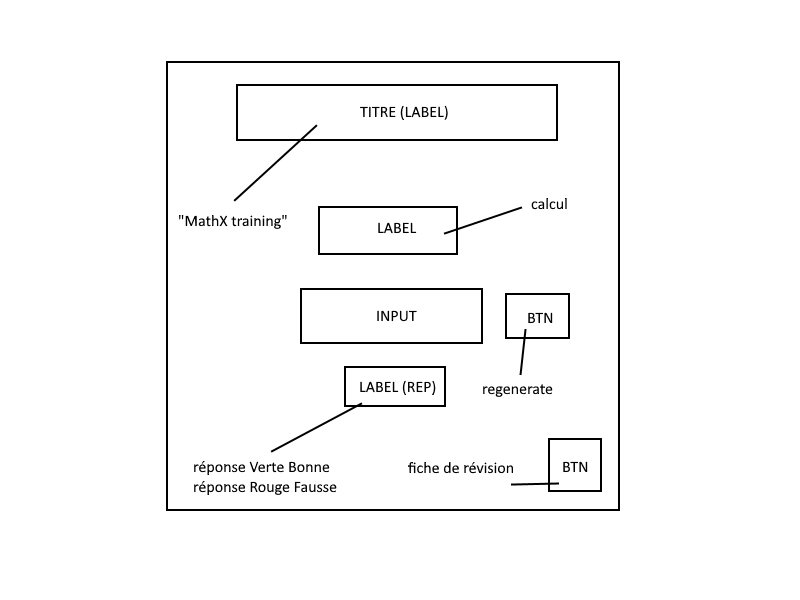 TITRE (LABEL)
"MathX training"
calcul
LABEL
INPUT
BTN
LABEL (REP)
regenerate
réponse Verte Bonne
réponse Rouge Fausse
fiche de révision
BTN